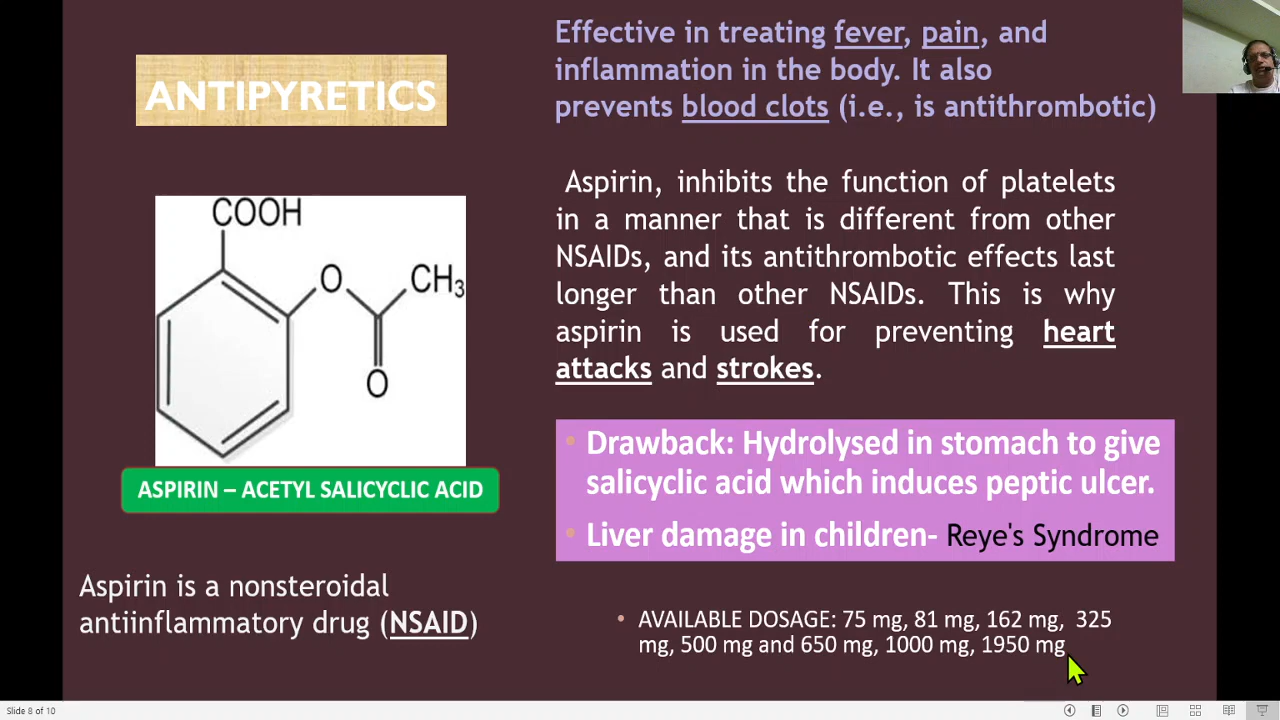 ANTIPYRETICS
COOH
O
CH₃
O
ASPIRIN – ACETYL SALICYCLIC ACID
Aspirin is a nonsteroidal
antiinflammatory drug (NSAID)
Effective in treating fever, pain, and
inflammation in the body. It also
prevents blood clots (i.e., is antithrombotic)
Aspirin, inhibits the function of platelets
in a manner that is different from other
NSAIDs, and its antithrombotic effects last
longer than other NSAIDs. This is why
aspirin is used for preventing heart
attacks and strokes.
• Drawback: Hydrolysed in stomach to give
salicyclic acid which induces peptic ulcer.
• Liver damage in children- Reye's Syndrome
• AVAILABLE DOSAGE: 75 mg, 81 mg, 162 mg, 325
mg, 500 mg and 650 mg, 1000 mg, 1950 mg
Slide 8 of 10